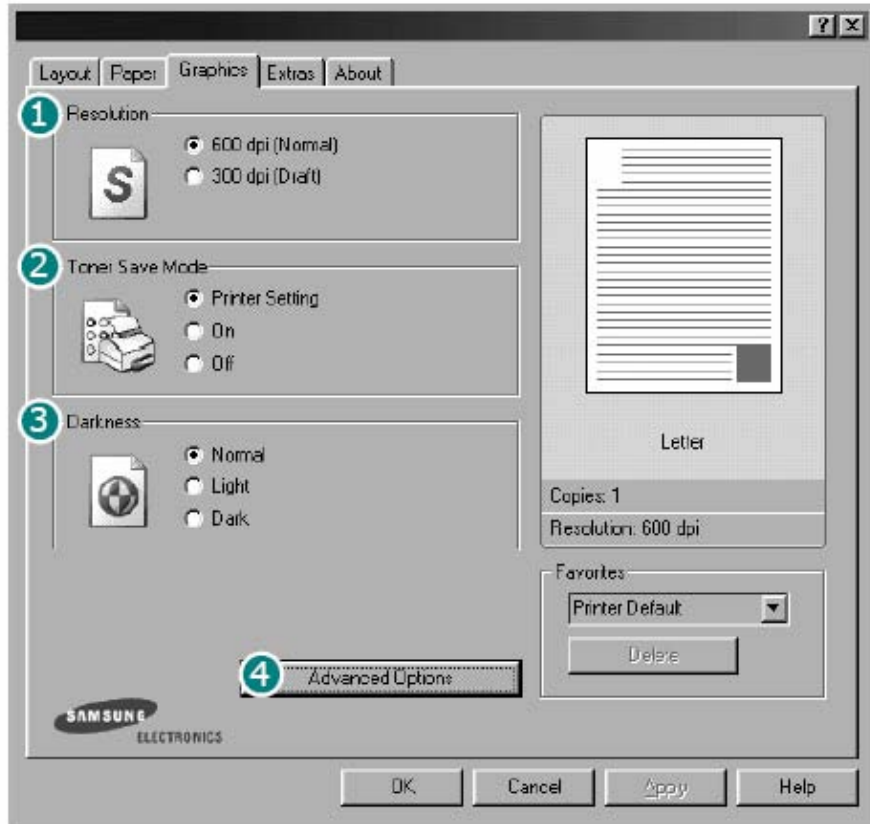 ? X
Layout Paper Graphics Extras About
1 Resolution
600 dpi (Normal)
300 dpi (Draft)
S
2 Toner Save Mode
Printer Setting
On
Off
3 Darkness
Normal
Light
Dark
4 Advanced Options
Letter
Copies: 1
Resolution: 600 dpi
Favorites
Printer Default
Delete
SAMSUNG
ELECTRONICS
OK Cancel Apply Help